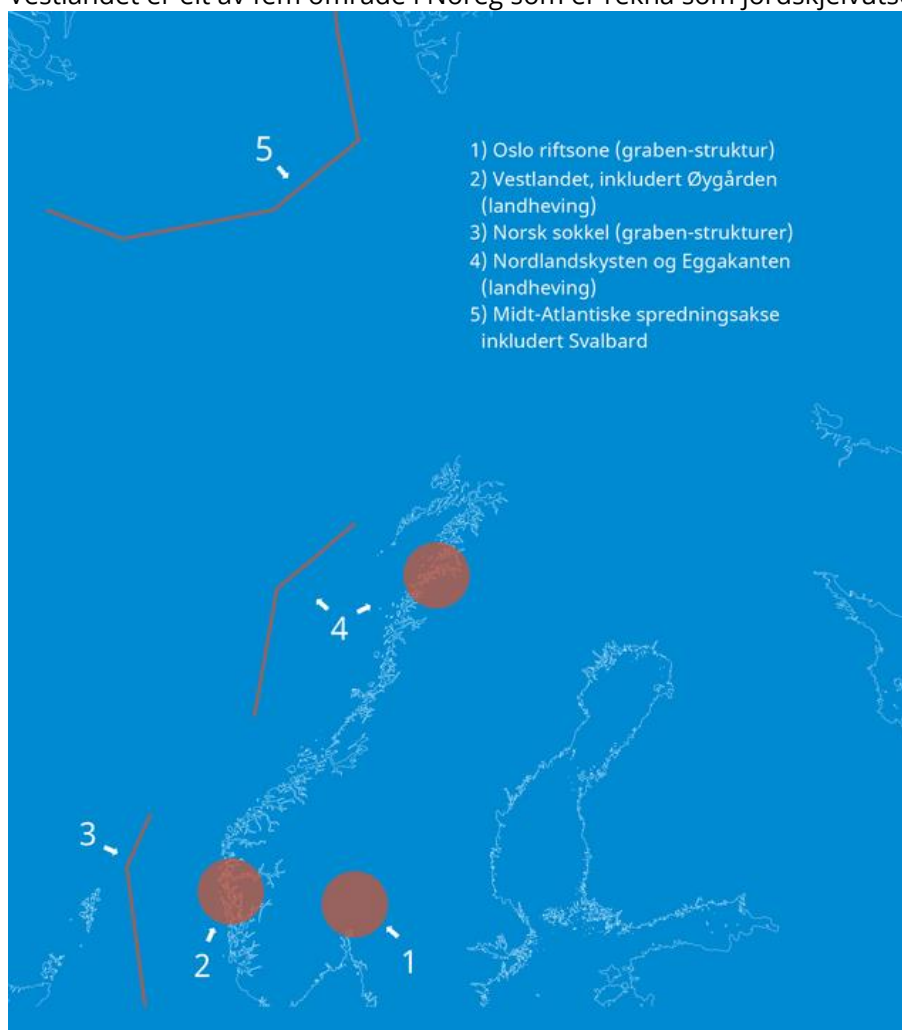 Vestlandet er eit av fem område i Noreg som er rekna som
5
1) Oslo riftsone (graben-struktur)
2) Vestlandet, inkludert Øygården
(landheving)
3) Norsk sokkel (graben-strukturer)
4) Nordlandskysten og Eggakanten
(landheving)
5) Midt-Atlantiske spredningsakse
inkludert Svalbard
4
3
2
1